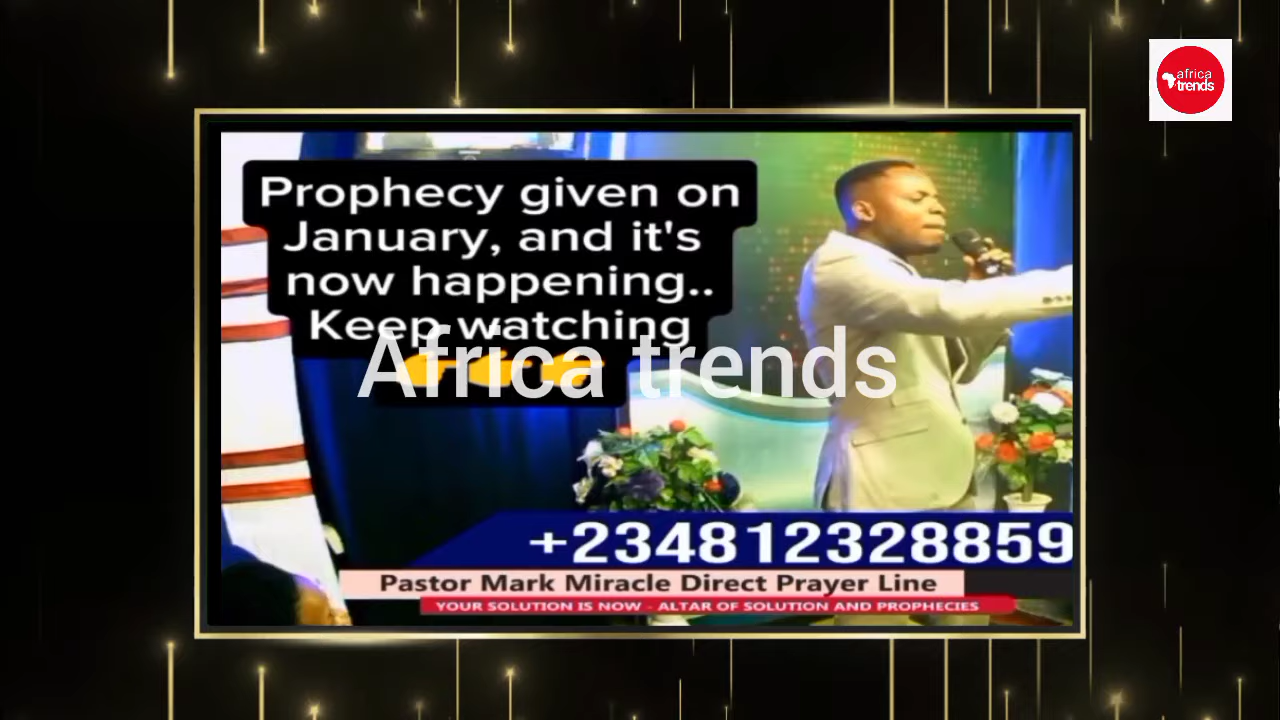 africa
trends
Prophecy given on
January, and it's
now happening..
Keep watching
Africa trends
+234812328859
Pastor Mark Miracle Direct Prayer Line
YOUR SOLUTION IS NOW - ALTAR OF SOLUTION AND PROPHECIES